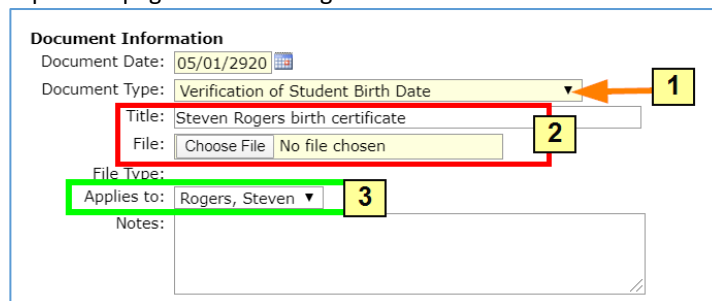 Document Information
Document Date: 05/01/2920
Document Type: Verification of Student Birth Date 1
Title: Steven Rogers birth certificate
2
File: Choose File No file chosen
File Type:
Applies to: Rogers, Steven 3
Notes: